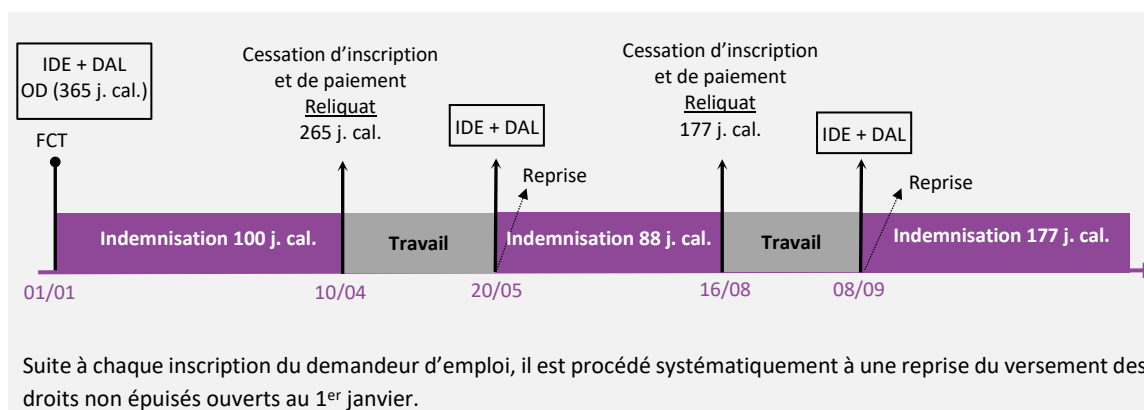 IDE + DAL
OD (365 j. cal.)
FCT
Cessation d’inscription
et de paiement
Reliquat
265 j. cal.
IDE + DAL
Reprise
Cessation d’inscription
et de paiement
Reliquat
177 j. cal.
IDE + DAL
Reprise
Indemnisation 100 j. cal.
Travail
Indemnisation 88 j. cal.
Travail
Indemnisation 177 j. cal.
01/01
10/04
20/05
16/08
08/09
Suite à chaque inscription du demandeur d’emploi, il est procédé systématiquement à une reprise du versement des
droits non épuisés ouverts au 1er janvier.